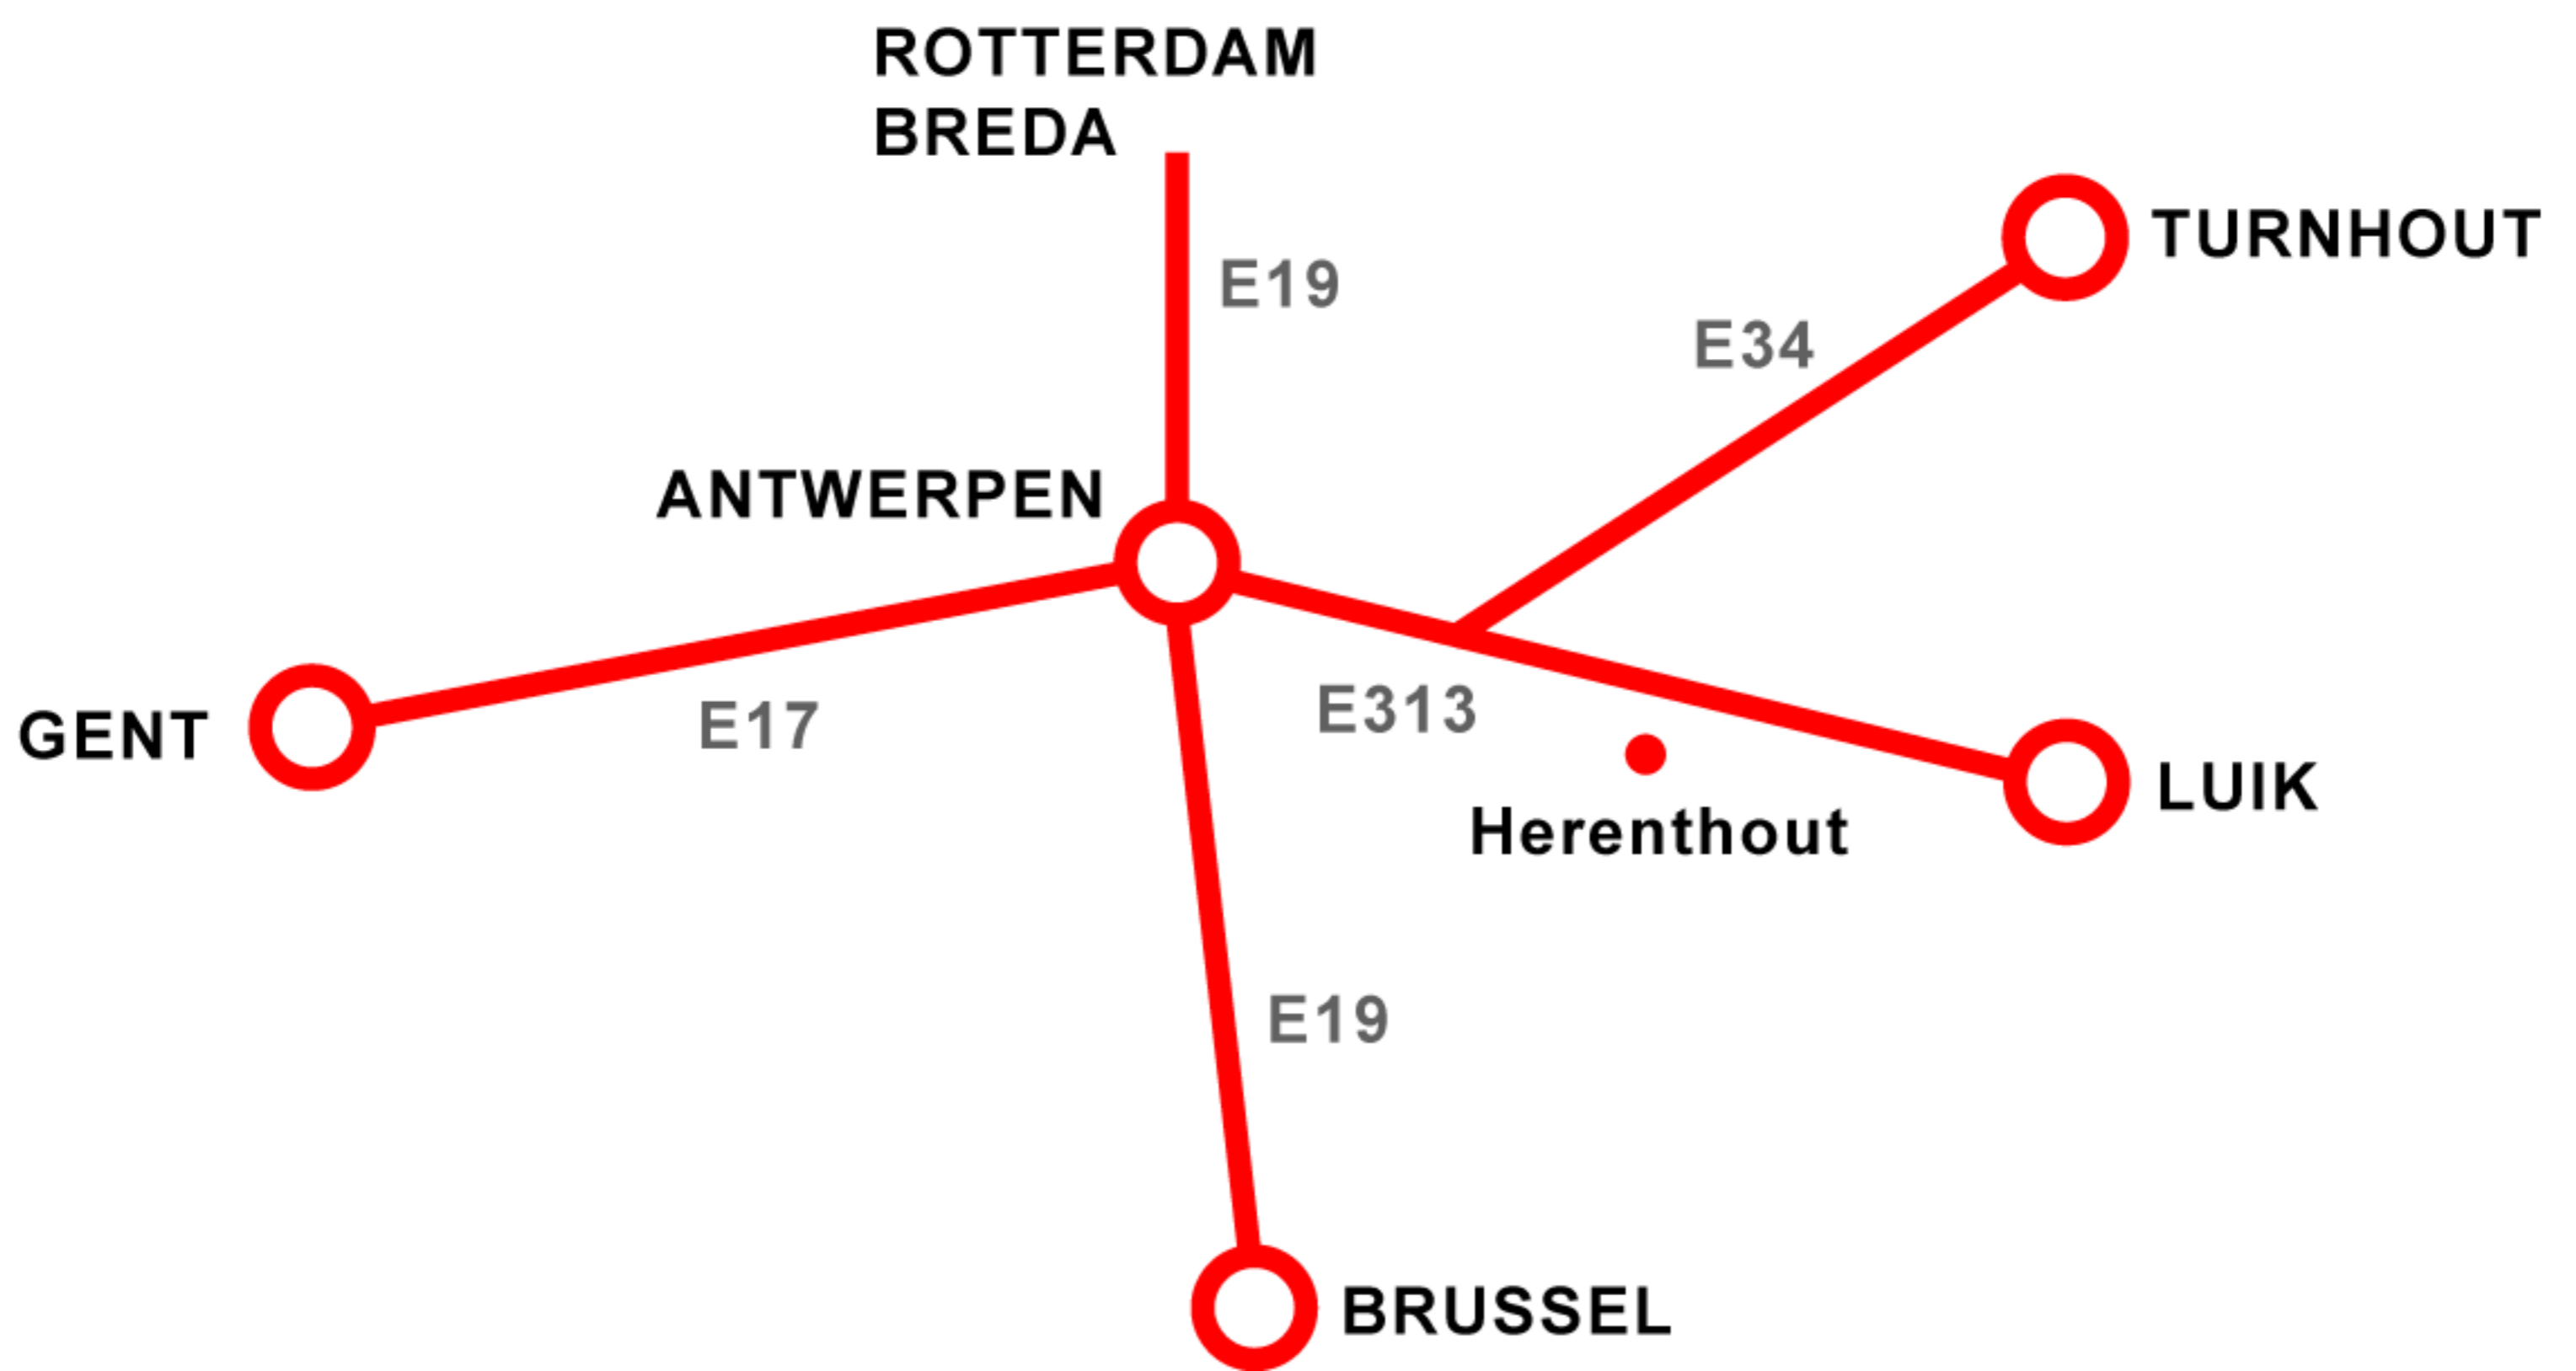 ROTTERDAM
BREDA
TURNHOUT
E19
E34
ANTWERPEN
E313
E17
GENT
LUIK
Herenthout
E19
BRUSSEL